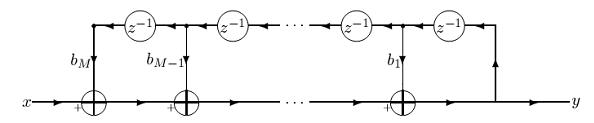 z⁻¹ z⁻¹ ··· z⁻¹ z⁻¹
b_M b_{M−1} b_1
x + + ··· + y